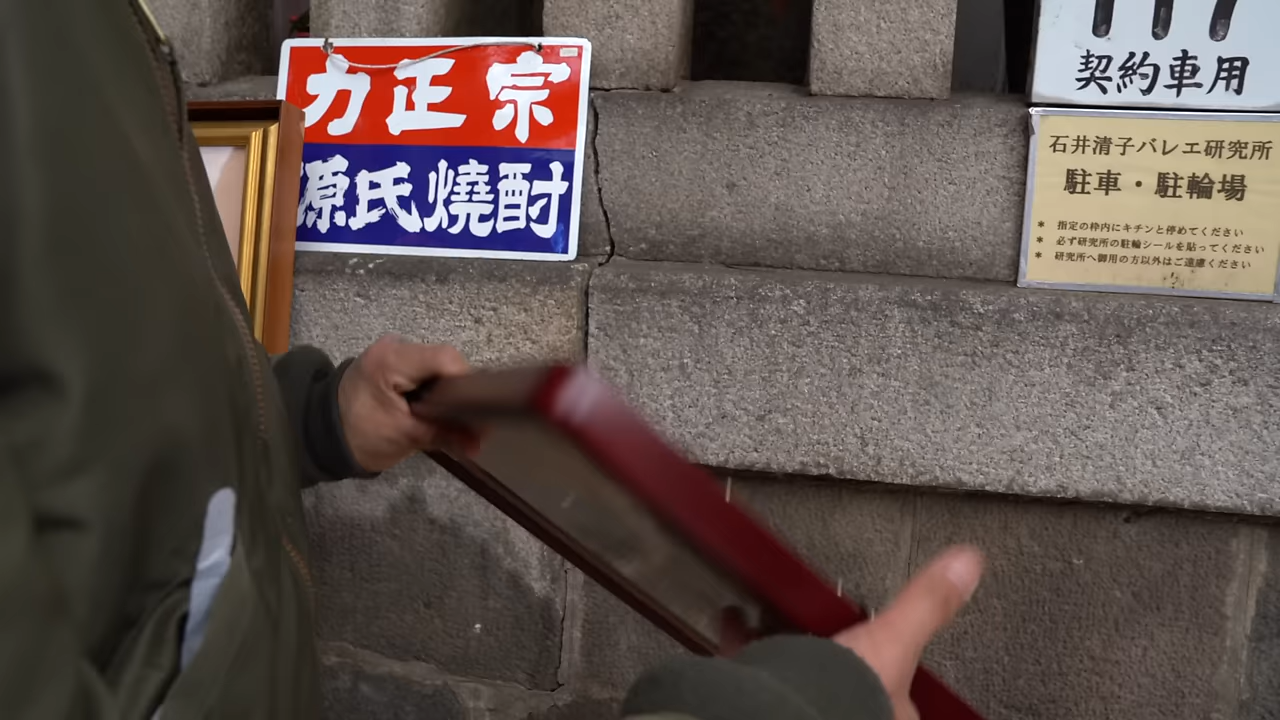 力正宗
源氏焼酎
契約車用
石井清子バレエ研究所
駐車・駐輪場
* 指定の枠内にキチンと停めてください
* 必ず研究所の駐輪シールを貼ってください
* 研究所へ御用の方以外はご遠慮ください